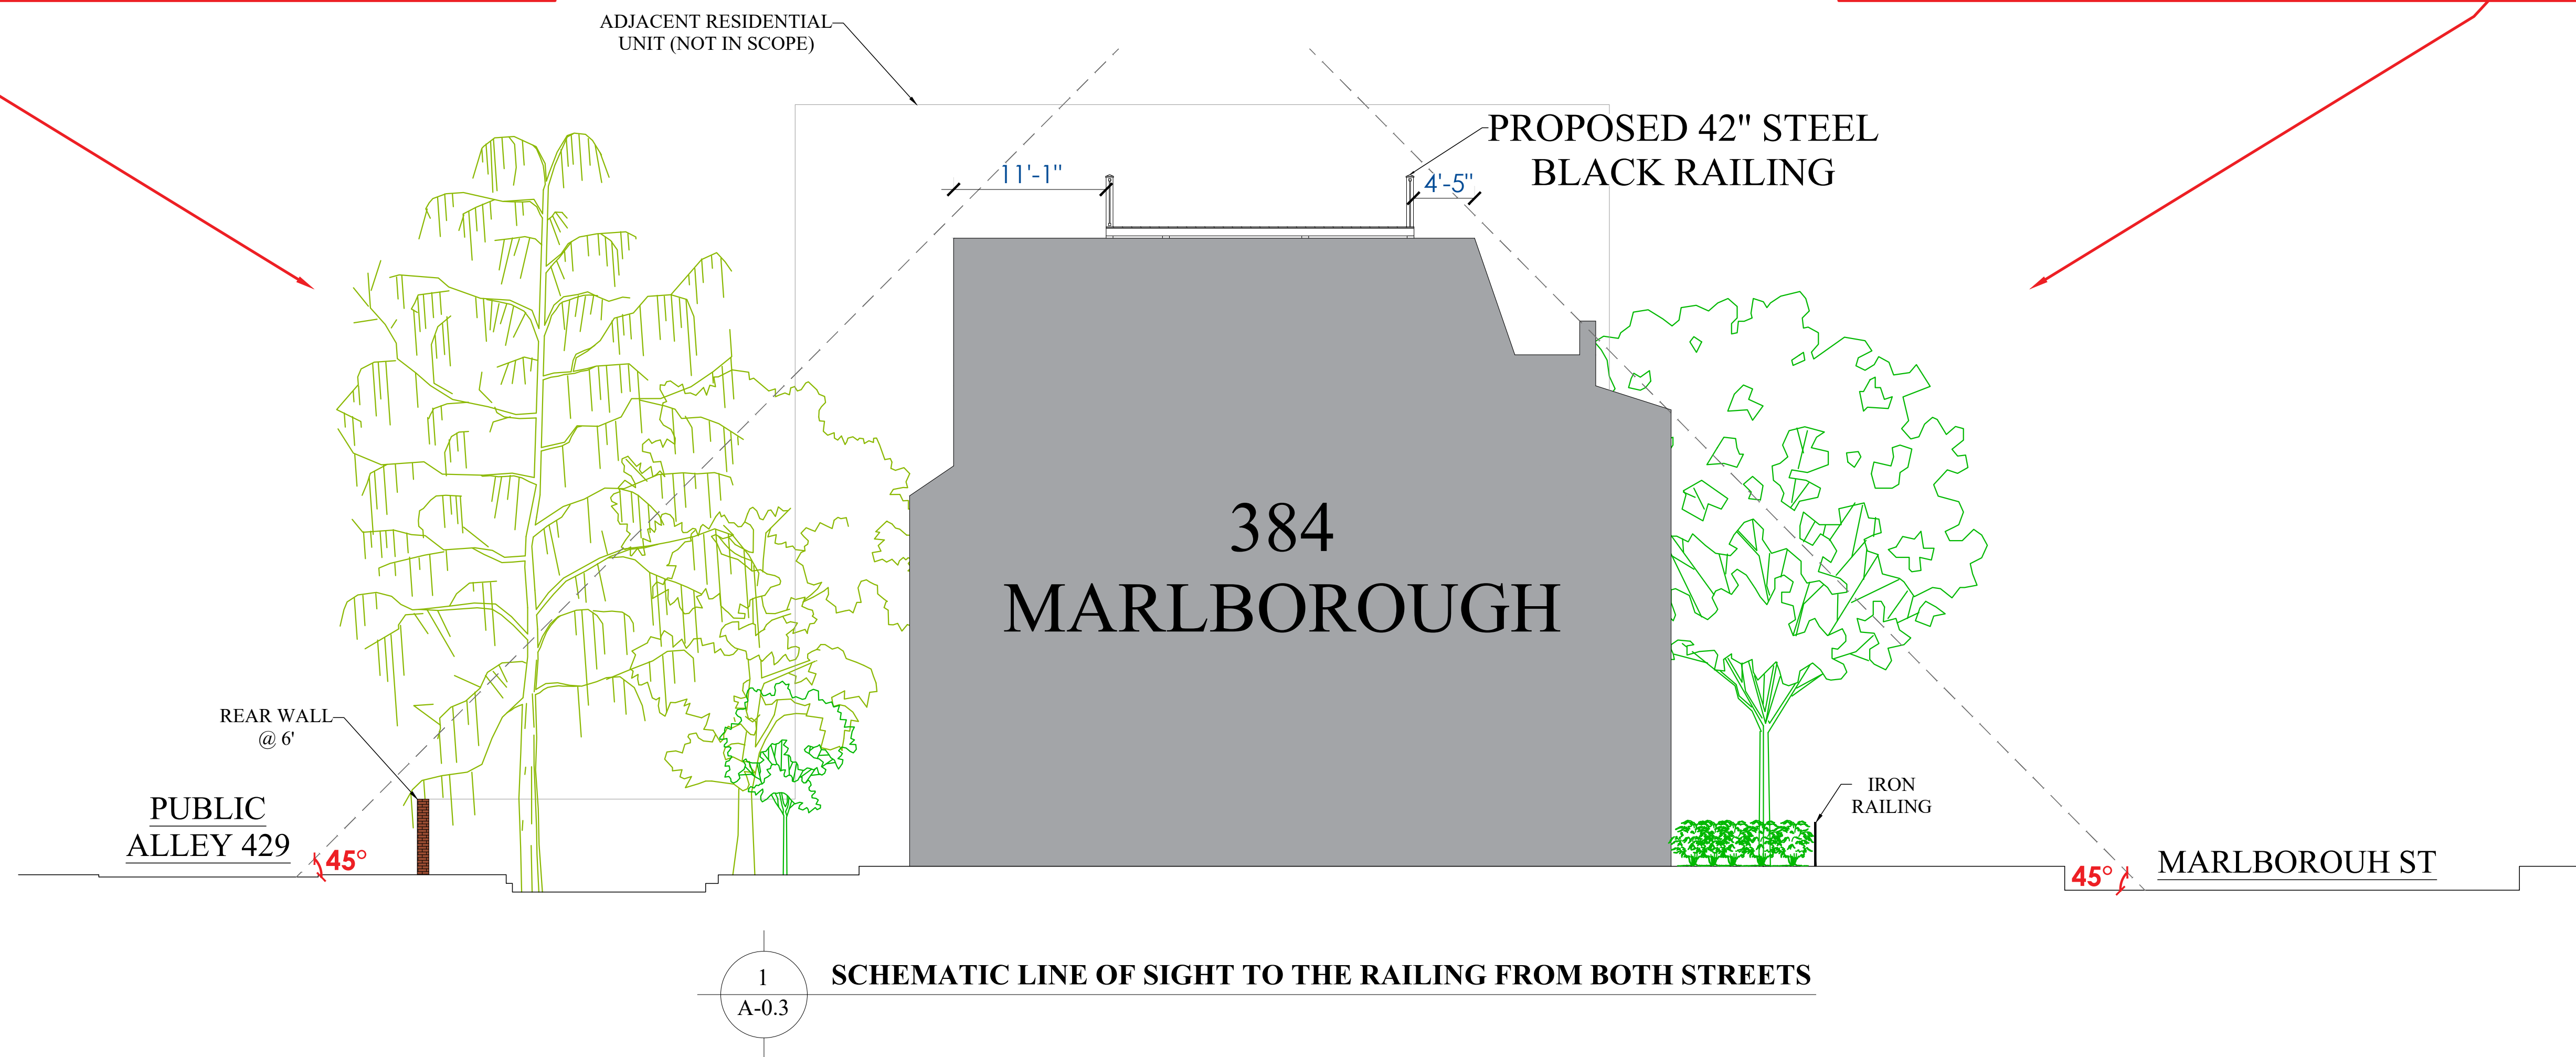 ADJACENT RESIDENTIAL
UNIT (NOT IN SCOPE)
PROPOSED 42" STEEL
BLACK RAILING
11'-1"
4'-5"
384
MARLBOROUGH
REAR WALL
@ 6'
PUBLIC
ALLEY 429
45°
IRON
RAILING
45°
MARLBOROUH ST
1
A-0.3
SCHEMATIC LINE OF SIGHT TO THE RAILING FROM BOTH STREETS